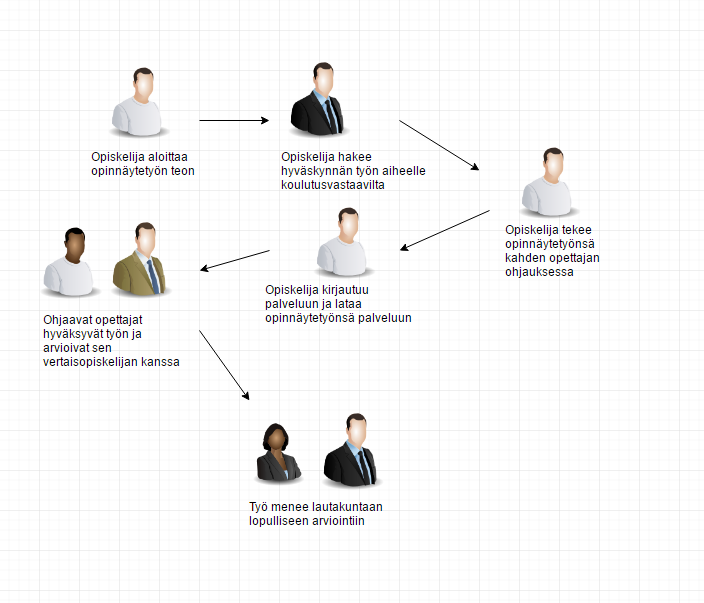 Opiskelija aloittaa
opinnäytetyön teon
Opiskelija hakee
hyväskynnän työn aiheelle
koulutusvastaavilta
Opiskelija tekee
opinnäytetyönsä
kahden opettajan
ohjauksessa
Opiskelija kirjautuu
palveluun ja lataa
opinnäytetyönsä palveluun
Ohjaavat opettajat
hyväksyvät työn ja
arvioivat sen
vertaisopiskelijan kanssa
Työ menee lautakuntaan
lopulliseen arviointiin